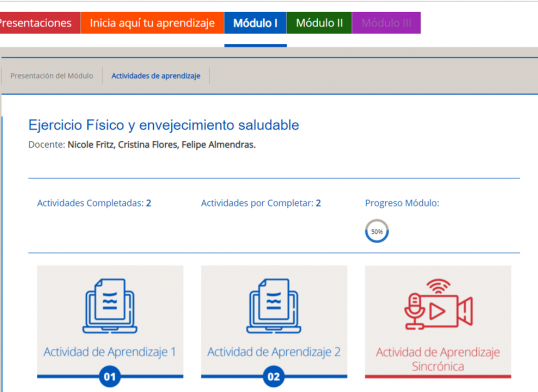 Presentaciones Inicia aquí tu aprendizaje Módulo I Módulo II Módulo III
Presentación del Módulo Actividades de aprendizaje
Ejercicio Físico y envejecimiento saludable
Docente: Nicole Fritz, Cristina Flores, Felipe Almendras.
Actividades Completadas: 2 Actividades por Completar: 2 Progreso Módulo:
50%
Actividad de Aprendizaje 1 Actividad de Aprendizaje 2 Actividad de Aprendizaje
Sincrónica
01 02